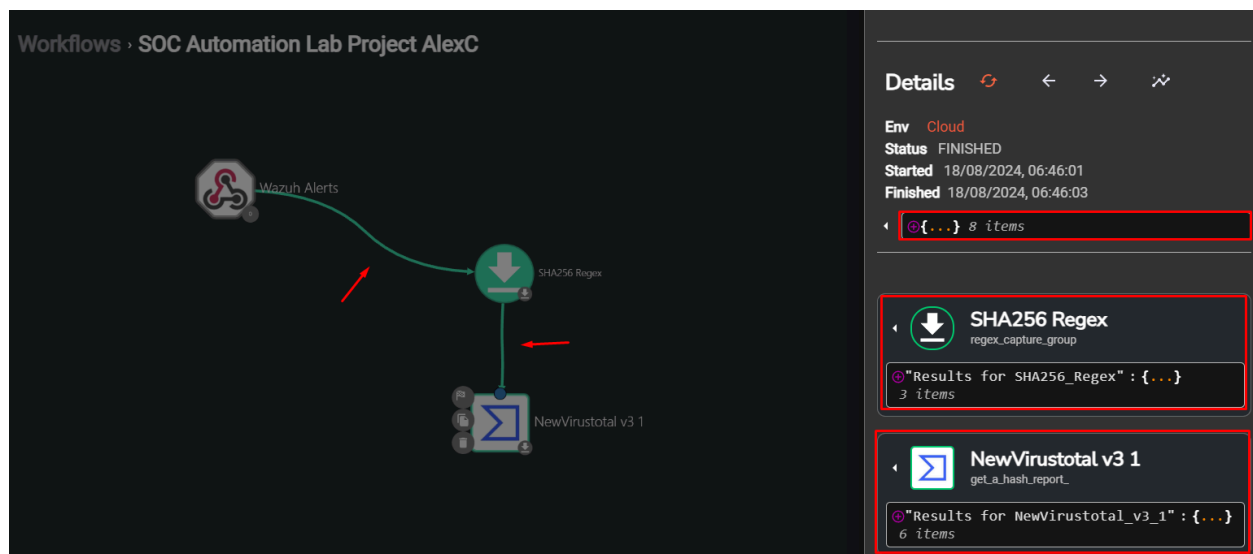 Workflows › SOC Automation Lab Project AlexC
Wazuh Alerts
SHA256 Regex
NewVirustotal v3 1
Details
Env Cloud
Status FINISHED
Started 18/08/2024, 06:46:01
Finished 18/08/2024, 06:46:03
{...} 8 items
SHA256 Regex
regex_capture_group
"Results for SHA256_Regex" : {...}
3 items
NewVirustotal v3 1
get_a_hash_report_
"Results for NewVirustotal_v3_1" : {...}
6 items